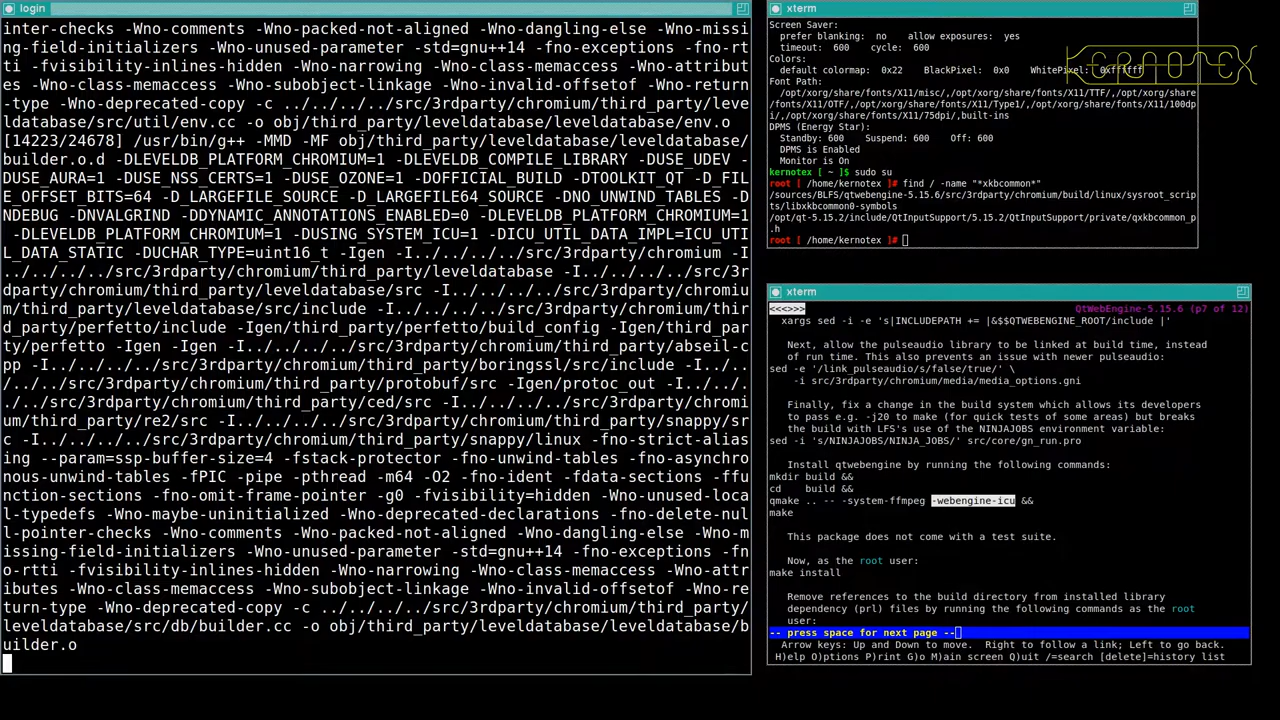 login
inter-checks -Wno-comments -Wno-packed-not-aligned -Wno-dangling-else -Wno-missi
ng-field-initializers -Wno-unused-parameter -std=gnu++14 -fno-exceptions -fno-rt
ti -fvisibility-inlines-hidden -Wno-narrowing -Wno-class-memaccess -Wno-attribut
es -Wno-class-memaccess -Wno-subobject-linkage -Wno-invalid-offsetof -Wno-return
-type -Wno-deprecated-copy -c ../../../../src/3rdparty/chromium/third_party/leve
ldatabase/src/util/env.cc -o obj/third_party/leveldatabase/leveldatabase/env.o
[14223/24678] /usr/bin/g++ -MMD -MF obj/third_party/leveldatabase/leveldatabase/
builder.o.d -DLEVELDB_PLATFORM_CHROMIUM=1 -DLEVELDB_COMPILE_LIBRARY -DUSE_UDEV -
DUSE_AURA=1 -DUSE_NSS_CERTS=1 -DUSE_OZONE=1 -DOFFICIAL_BUILD -DTOOLKIT_QT -D_FIL
E_OFFSET_BITS=64 -D_LARGEFILE_SOURCE -D_LARGEFILE64_SOURCE -DNO_UNWIND_TABLES -D
NDEBUG -DNVALGRIND -DDYNAMIC_ANNOTATIONS_ENABLED=0 -DLEVELDB_PLATFORM_CHROMIUM=1
 -DLEVELDB_PLATFORM_CHROMIUM=1 -DUSING_SYSTEM_ICU=1 -DICU_UTIL_DATA_IMPL=ICU_UTI
L_DATA_STATIC -DUCHAR_TYPE=uint16_t -Igen -I../../../../src/3rdparty/chromium -I
../../../../src/3rdparty/chromium/third_party/leveldatabase -I../../../../src/3r
dparty/chromium/third_party/leveldatabase/src -I../../../../src/3rdparty/chromiu
m/third_party/leveldatabase/src/include -I../../../../src/3rdparty/chromium/thir
d_party/perfetto/include -Igen/third_party/perfetto/build_config -Igen/third_par
ty/perfetto -Igen -Igen -I../../../../src/3rdparty/chromium/third_party/abseil-c
pp -I../../../../src/3rdparty/chromium/third_party/boringssl/src/include -I../..
/../../src/3rdparty/chromium/third_party/protobuf/src -Igen/protoc_out -I../../.
./../src/3rdparty/chromium/third_party/ced/src -I../../../../src/3rdparty/chromi
um/third_party/re2/src -I../../../../src/3rdparty/chromium/third_party/snappy/sr
c -I../../../../src/3rdparty/chromium/third_party/snappy/linux -fno-strict-alias
ing --param=ssp-buffer-size=4 -fstack-protector -fno-unwind-tables -fno-asynchro
nous-unwind-tables -fPIC -pipe -pthread -m64 -O2 -fno-ident -fdata-sections -ffu
nction-sections -fno-omit-frame-pointer -g0 -fvisibility=hidden -Wno-unused-loca
l-typedefs -Wno-maybe-uninitialized -Wno-deprecated-declarations -fno-delete-nul
l-pointer-checks -Wno-comments -Wno-packed-not-aligned -Wno-dangling-else -Wno-m
issing-field-initializers -Wno-unused-parameter -std=gnu++14 -fno-exceptions -fn
o-rtti -fvisibility-inlines-hidden -Wno-narrowing -Wno-class-memaccess -Wno-attr
ibutes -Wno-class-memaccess -Wno-subobject-linkage -Wno-invalid-offsetof -Wno-re
turn-type -Wno-deprecated-copy -c ../../../../src/3rdparty/chromium/third_party/
leveldatabase/src/db/builder.cc -o obj/third_party/leveldatabase/leveldatabase/b
uilder.o
xterm
Screen Saver:
  prefer blanking:  no    allow exposures:  yes
  timeout:  600    cycle:  600
Colors:
  default colormap:  0x22    BlackPixel:  0x0    WhitePixel:  0xffffff
Font Path:
  /opt/xorg/share/fonts/X11/misc/,/opt/xorg/share/fonts/X11/TTF/,/opt/xorg/share
/fonts/X11/OTF/,/opt/xorg/share/fonts/X11/Type1/,/opt/xorg/share/fonts/X11/100dp
i/,/opt/xorg/share/fonts/X11/75dpi/,built-ins
DPMS (Energy Star):
  Standby: 600    Suspend: 600    Off: 600
  DPMS is Enabled
  Monitor is On
kernotex [ ~ ]$ sudo su
root [ /home/kernotex ]# find / -name "*xkbcommon*"
/sources/BLFS/qtwebengine-5.15.6/src/3rdparty/chromium/build/linux/sysroot_scrip
ts/libxkbcommon0-symbols
/opt/qt-5.15.2/include/QtInputSupport/5.15.2/QtInputSupport/private/qxkbcommon_p
.h
root [ /home/kernotex ]#
KERNOTEX
xterm
<<<>>> QtWebEngine-5.15.6 (p7 of 12)
  xargs sed -i -e 's|INCLUDEPATH += |&$$QTWEBENGINE_ROOT/include |'
   Next, allow the pulseaudio library to be linked at build time, instead
   of run time. This also prevents an issue with newer pulseaudio:
sed -e '/link_pulseaudio/s/false/true/' \
    -i src/3rdparty/chromium/media/media_options.gni
   Finally, fix a change in the build system which allows its developers
   to pass e.g. -j20 to make (for quick tests of some areas) but breaks
   the build with LFS's use of the NINJAJOBS environment variable:
sed -i 's/NINJAJOBS/NINJA_JOBS/' src/core/gn_run.pro
   Install qtwebengine by running the following commands:
mkdir build &&
cd    build &&
qmake .. -- -system-ffmpeg -webengine-icu &&
make
   This package does not come with a test suite.
   Now, as the root user:
make install
   Remove references to the build directory from installed library
   dependency (prl) files by running the following commands as the root
   user:
-- press space for next page --
  Arrow keys: Up and Down to move.  Right to follow a link; Left to go back.
 H)elp O)ptions P)rint G)o M)ain screen Q)uit /=search [delete]=history list